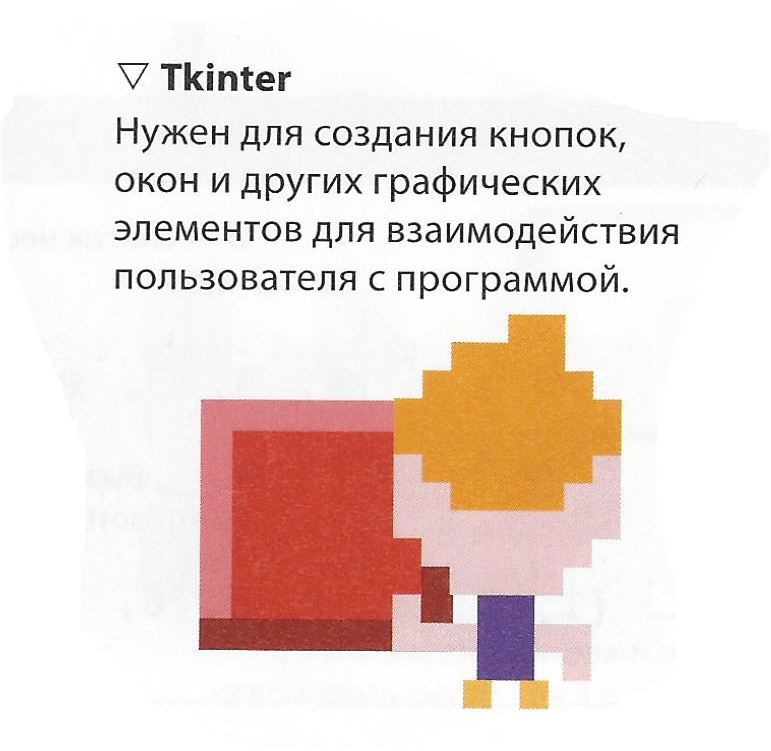 ▽ Tkinter
Нужен для создания кнопок,
окон и других графических
элементов для взаимодействия
пользователя с программой.